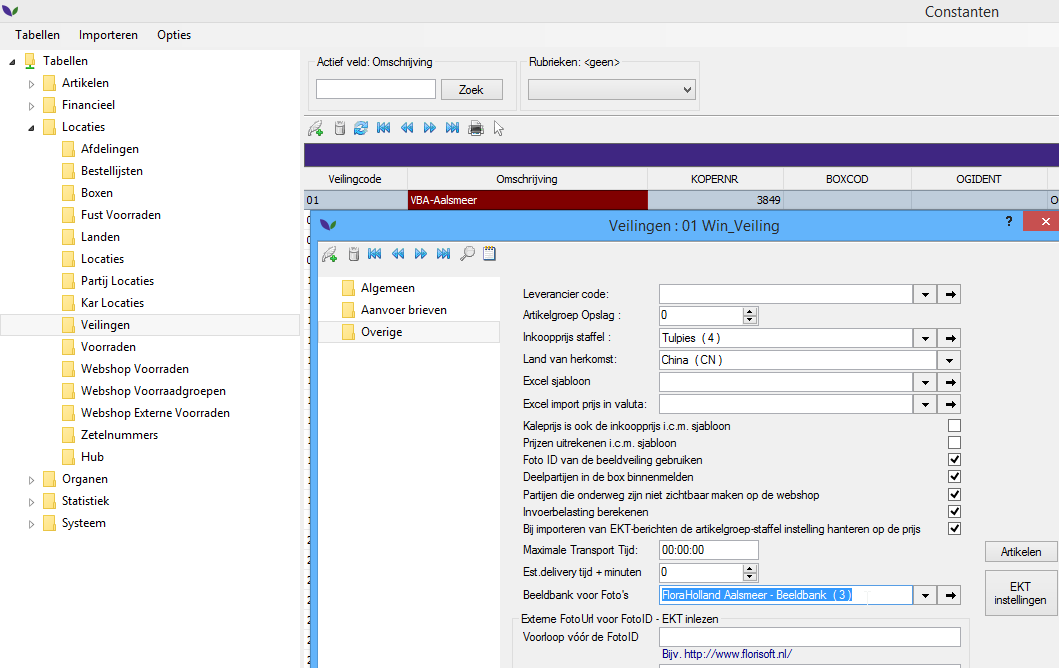 Constanten
Tabellen Importeren Opties
Tabellen
Artikelen
Financieel
Locaties
Afdelingen
Bestellijsten
Boxen
Fust Voorraden
Landen
Locaties
Partij Locaties
Kar Locaties
Veilingen
Voorraden
Webshop Voorraden
Webshop Voorraadgroepen
Webshop Externe Voorraden
Zetelnummers
Hub
Organen
Statistiek
Systeem
Actief veld: Omschrijving
Zoek
Rubrieken: <geen>
Veilingcode Omschrijving KOPERNR BOXCOD OGIDENT
01 VBA-Aalsmeer 3849
Veilingen : 01 Win_Veiling
?
Algemeen
Aanvoer brieven
Overige
Leverancier code:
Artikelgroep Opslag : 0
Inkoopprijs staffel : Tulpies ( 4 )
Land van herkomst: China ( CN )
Excel sjabloon
Excel import prijs in valuta:
Kaleprijs is ook de inkoopprijs i.c.m. sjabloon
Prijzen uitrekenen i.c.m. sjabloon
Foto ID van de beeldveiling gebruiken
Deelpartijen in de box binnenmelden
Partijen die onderweg zijn niet zichtbaar maken op de webshop
Invoerbelasting berekenen
Bij importeren van EKT-berichten de artikelgroep-staffel instelling hanteren op de prijs
Maximale Transport Tijd: 00:00:00
Est.delivery tijd + minuten 0
Beeldbank voor Foto's FloraHolland Aalsmeer - Beeldbank ( 3 )
Externe FotoUrl voor FotoID - EKT inlezen
Voorloop vóór de FotoID
Bijv. http://www.florisoft.nl/
Artikelen
EKT
instellingen